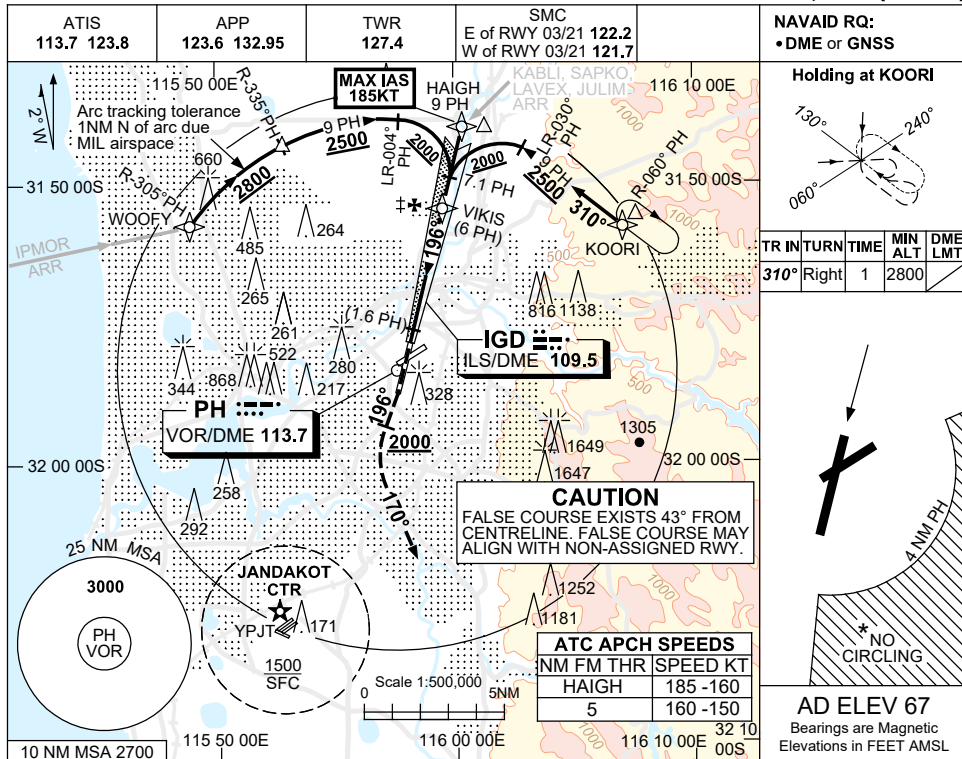 ATIS
113.7 123.8
APP
123.6 132.95
TWR
127.4
SMC
E of RWY 03/21 122.2
W of RWY 03/21 121.7
NAVAID RQ:
• DME or GNSS
2° W
115 50 00E
MAX IAS
185KT
HAIGH
9 PH
KABLI, SAPKO,
LAVEX, JULIM
ARR
116 10 00E
Arc tracking tolerance
1NM N of arc due
MIL airspace
R-335°PH
9 PH
2500
LR-004°
PH
2000
2000
LR-039°
PH
9 PH
2500
R-060° PH
1000
31 50 00S
660
2800
R-305°PH
7.1 PH
310°
31 50 00S
WOOFY
485
264
‡
VIKIS
(6 PH)
KOORI
1000
IPMOR
ARR
196°
500
265
261
(1.6 PH)
816
1138
344
868
522
217
280
328
IGD
ILS/DME 109.5
500
PH
VOR/DME 113.7
196°
2000
1649
1647
1305
32 00 00S
32 00 00S
258
292
170°
CAUTION
FALSE COURSE EXISTS 43° FROM
CENTRELINE. FALSE COURSE MAY
ALIGN WITH NON-ASSIGNED RWY.
25 NM MSA
3000
PH
VOR
JANDAKOT
CTR
YPJT
171
1500
SFC
1252
1181
1000
Scale 1:500,000
0
5NM
ATC APCH SPEEDS
NM FM THR SPEED KT
HAIGH 185 -160
5 160 -150
1000
10 NM MSA 2700
115 50 00E
116 00 00E
116 10 00E
32 10
00S
Holding at KOORI
130°
240°
060°
TR IN TURN TIME MIN ALT DME LMT
310° Right 1 2800
4 NM PH
* NO
CIRCLING
AD ELEV 67
Bearings are Magnetic
Elevations in FEET AMSL